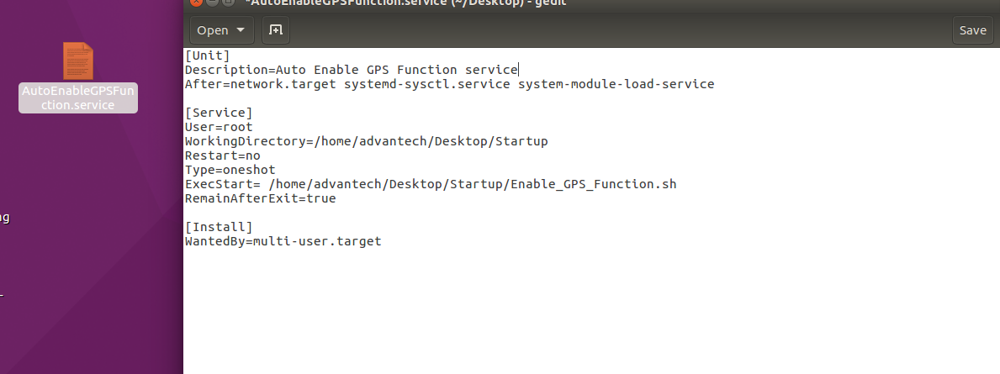 *AutoEnableGPSFunction.service (~/Desktop) - gedit
Open
Save
AutoEnableGPSFun
ction.service
[Unit]
Description=Auto Enable GPS Function service
After=network.target systemd-sysctl.service system-module-load-service
[Service]
User=root
WorkingDirectory=/home/advantech/Desktop/Startup
Restart=no
Type=oneshot
ExecStart= /home/advantech/Desktop/Startup/Enable_GPS_Function.sh
RemainAfterExit=true
[Install]
WantedBy=multi-user.target